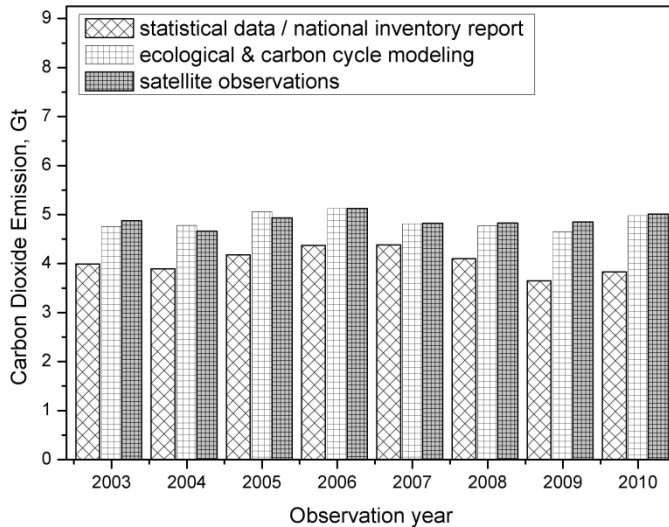 statistical data / national inventory report
ecological & carbon cycle modeling
satellite observations
Carbon Dioxide Emission, Gt
9
8
7
6
5
4
3
2
1
0
2003 2004 2005 2006 2007 2008 2009 2010
Observation year